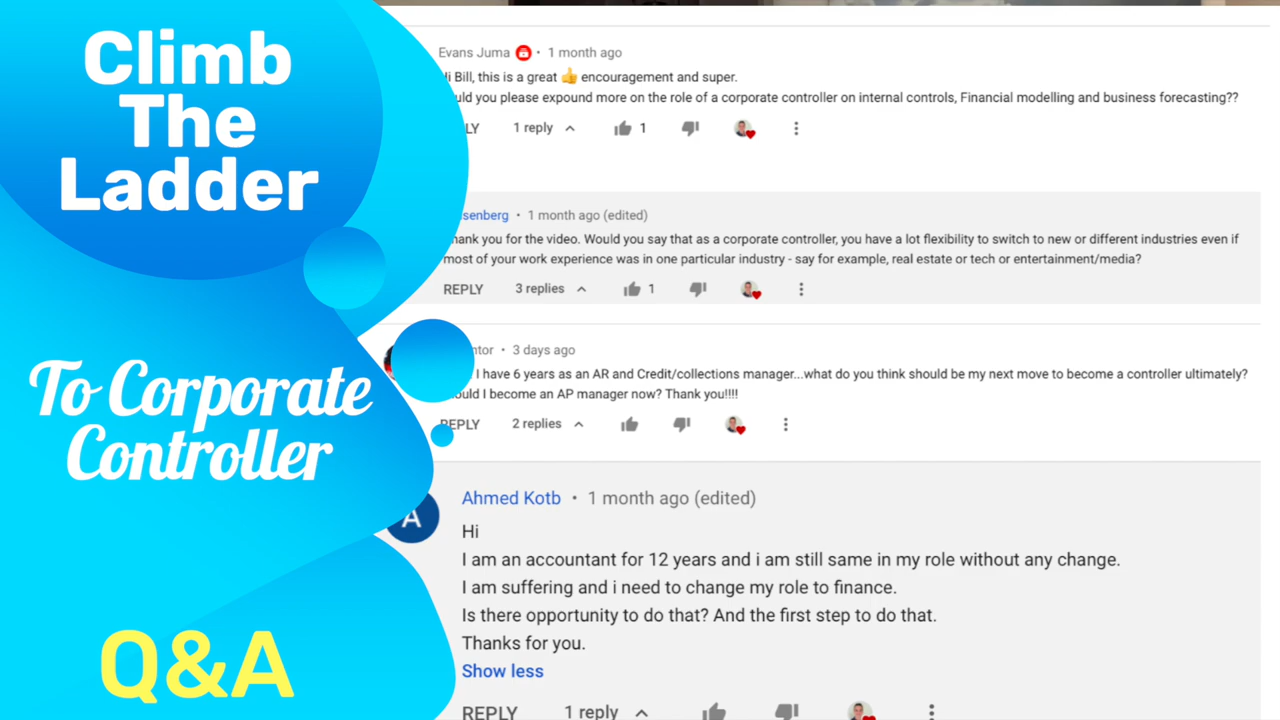 Climb
The
Ladder
To Corporate
Controller
Q&A
Evans Juma • 1 month ago
Bill, this is a great 👍 encouragement and super.
you please expound more on the role of a corporate controller on internal controls, Financial modelling and business forecasting??
1 reply
1
senberg • 1 month ago (edited)
you for the video. Would you say that as a corporate controller, you have a lot flexibility to switch to new or different industries even if
most of your work experience was in one particular industry - say for example, real estate or tech or entertainment/media?
REPLY 3 replies 1
ntor • 3 days ago
I have 6 years as an AR and Credit/collections manager...what do you think should be my next move to become a controller ultimately?
I become an AP manager now? Thank you!!!!
REPLY 2 replies
A
Ahmed Kotb • 1 month ago (edited)
Hi
I am an accountant for 12 years and i am still same in my role without any change.
I am suffering and i need to change my role to finance.
Is there opportunity to do that? And the first step to do that.
Thanks for you.
Show less
REPLY 1 reply